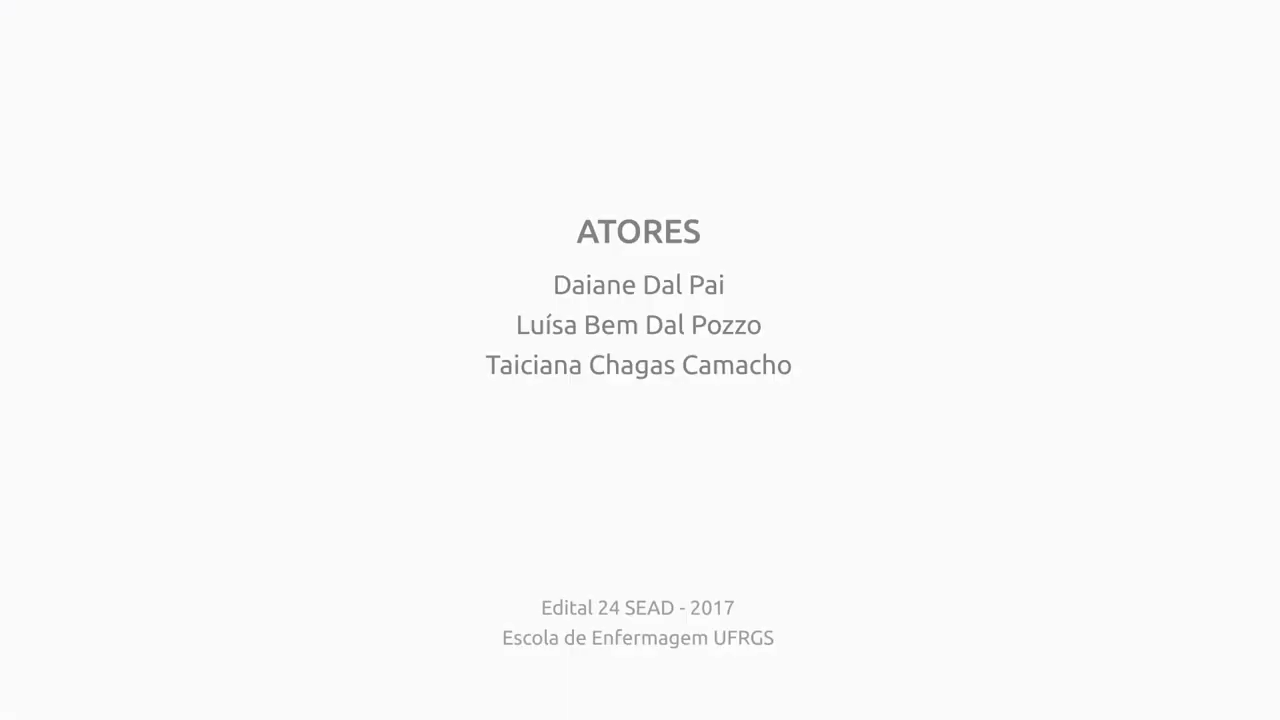 ATORES
Daiane Dal Pai
Luísa Bem Dal Pozzo
Taiciana Chagas Camacho
Edital 24 SEAD - 2017
Escola de Enfermagem UFRGS